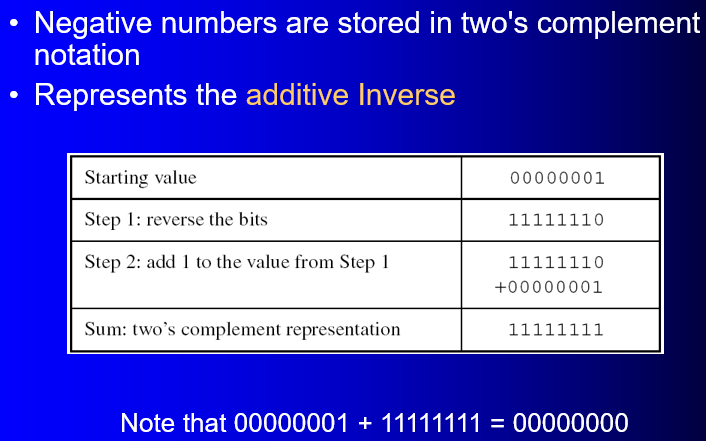 • Negative numbers are stored in two's complement
notation
• Represents the additive Inverse
Starting value 00000001
Step 1: reverse the bits 11111110
Step 2: add 1 to the value from Step 1 11111110
+00000001
Sum: two’s complement representation 11111111
Note that 00000001 + 11111111 = 00000000